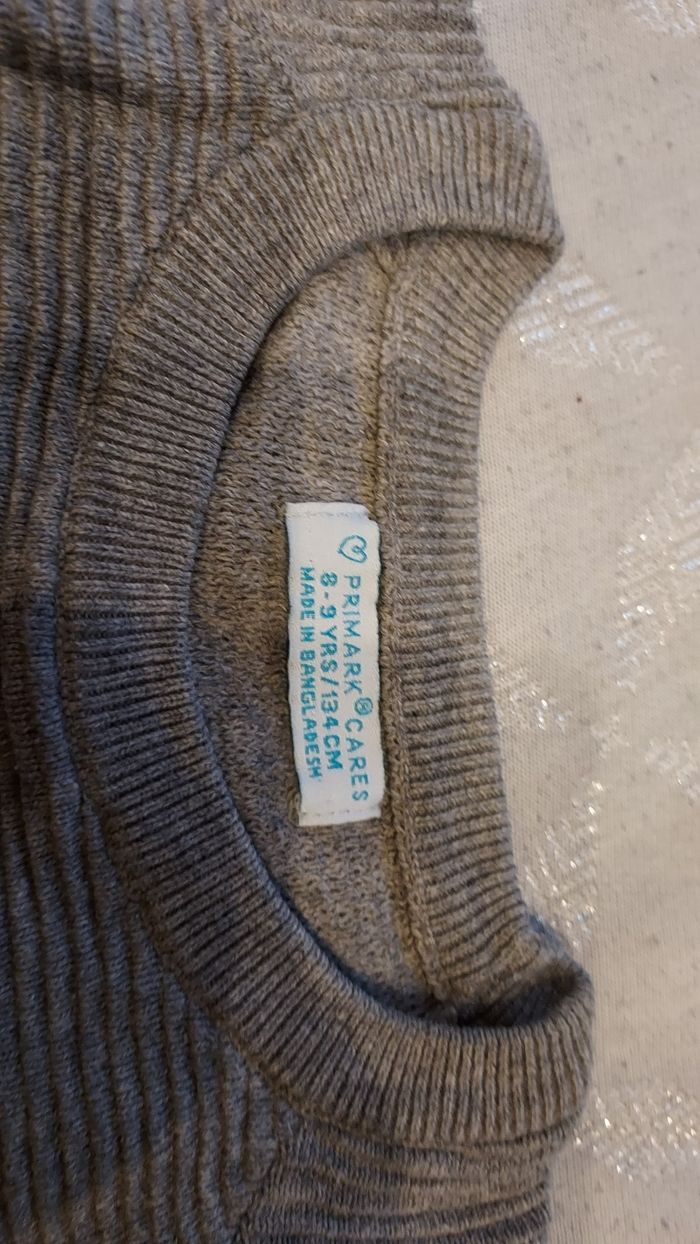 PRIMARK® CARES
8-9 YRS/134 CM
MADE IN BANGLADESH